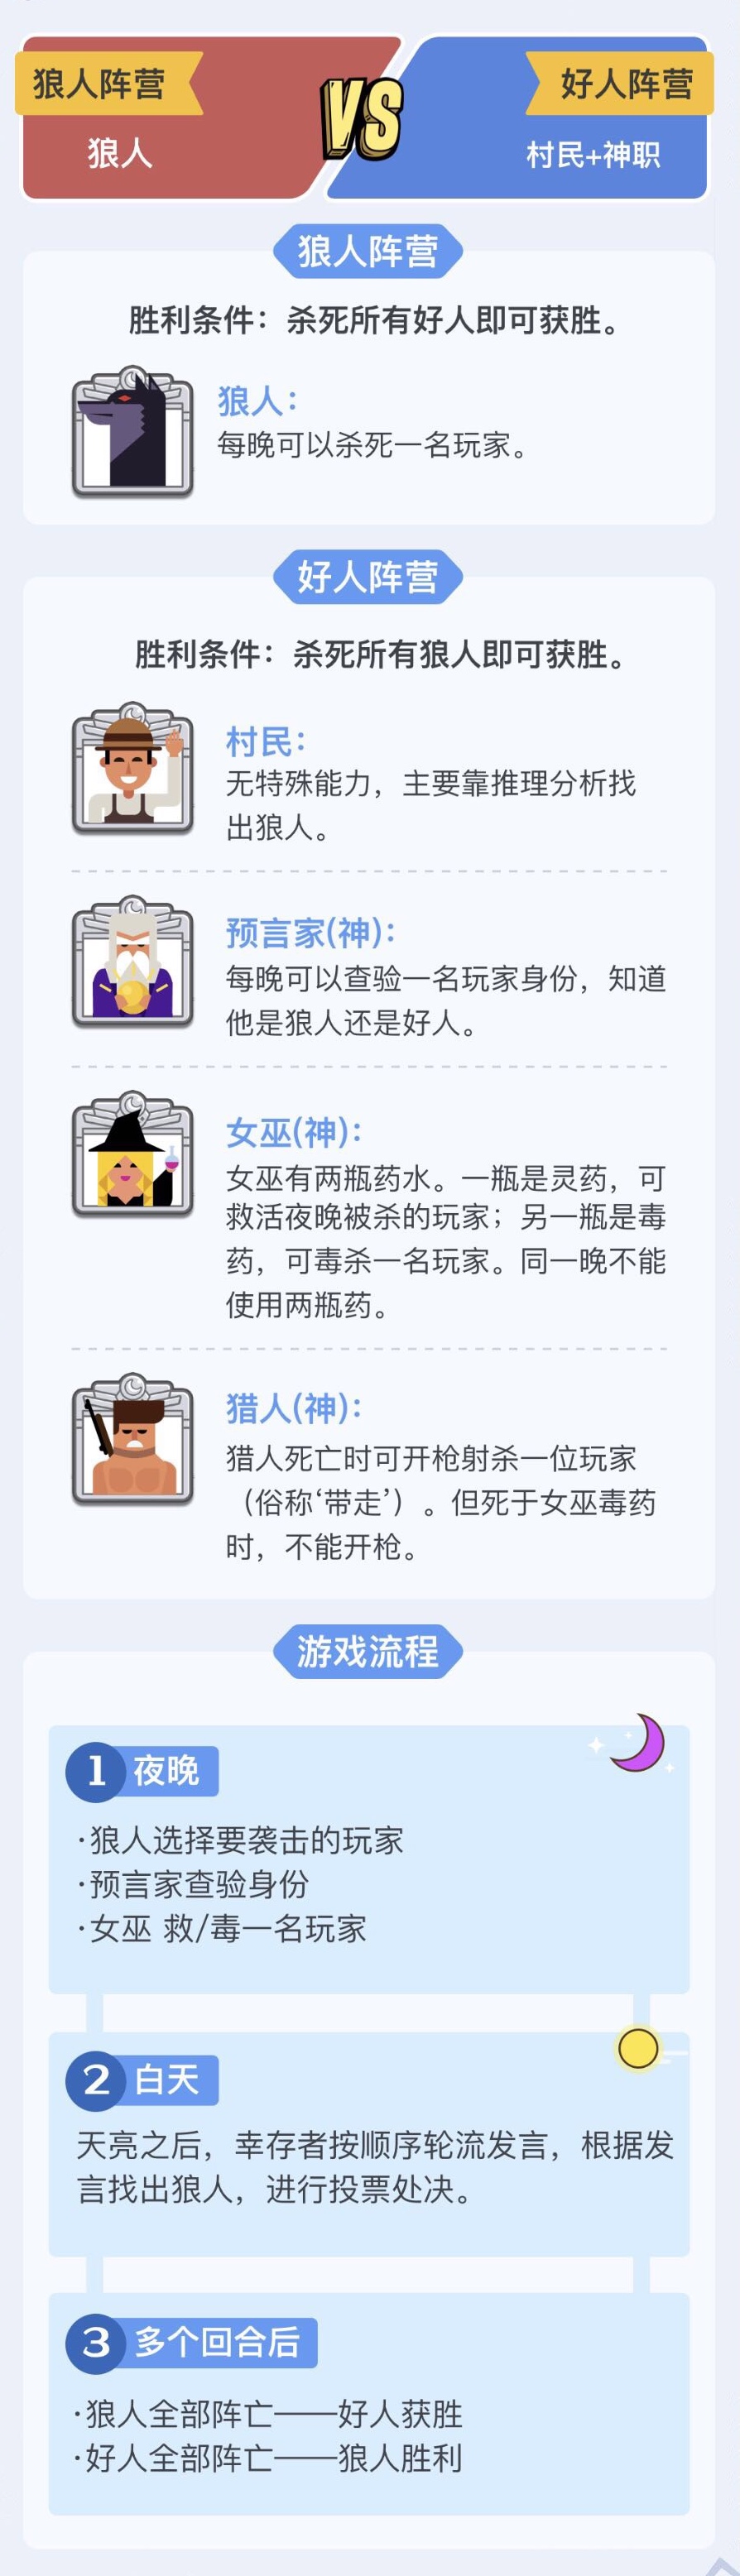 狼人阵营
VS
好人阵营
狼人
村民+神职
狼人阵营
胜利条件：杀死所有好人即可获胜。
狼人：
每晚可以杀死一名玩家。
好人阵营
胜利条件：杀死所有狼人即可获胜。
村民：
无特殊能力，主要靠推理分析找
出狼人。
预言家(神)：
每晚可以查验一名玩家身份，知道
他是狼人还是好人。
女巫(神)：
女巫有两瓶药水。一瓶是灵药，可
救活夜晚被杀的玩家；另一瓶是毒
药，可毒杀一名玩家。同一晚不能
使用两瓶药。
猎人(神)：
猎人死亡时可开枪射杀一位玩家
（俗称‘带走’）。但死于女巫毒药
时，不能开枪。
游戏流程
1 夜晚
·狼人选择要袭击的玩家
·预言家查验身份
·女巫 救/毒一名玩家
2 白天
天亮之后，幸存者按顺序轮流发言，根据发
言找出狼人，进行投票处决。
3 多个回合后
·狼人全部阵亡——好人获胜
·好人全部阵亡——狼人胜利